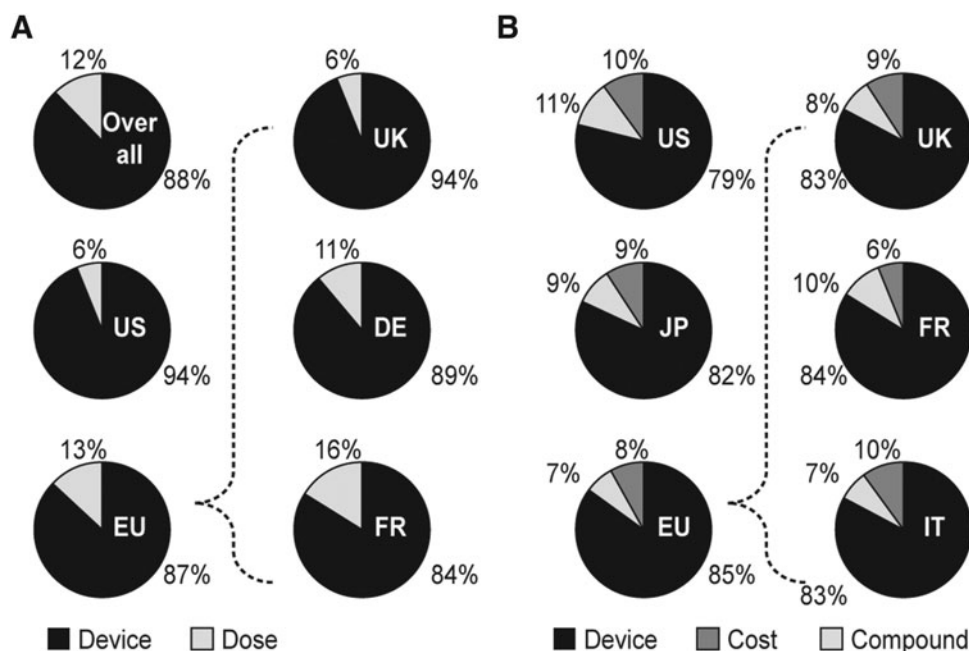 A
12%
Over
all
88%
6%
UK
94%
6%
US
94%
11%
DE
89%
13%
EU
87%
16%
FR
84%
Device
Dose
B
10%
11%
US
79%
9%
8%
UK
83%
9%
9%
JP
82%
6%
10%
FR
84%
8%
7%
EU
85%
10%
7%
IT
83%
Device
Cost
Compound